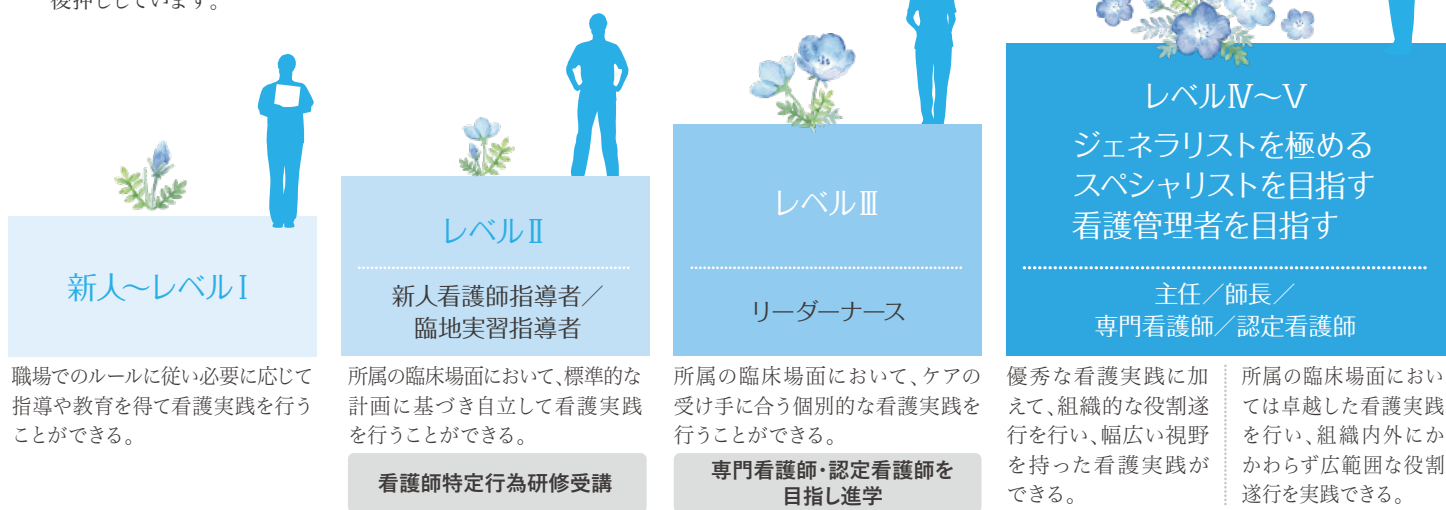 後押ししています。
新人～レベルⅠ
職場でのルールに従い必要に応じて
指導や教育を得て看護実践を行う
ことができる。
レベルⅡ
新人看護師指導者／
臨地実習指導者
所属の臨床場面において、標準的な
計画に基づき自立して看護実践
を行うことができる。
看護師特定行為研修受講
レベルⅢ
リーダーナース
所属の臨床場面において、ケアの
受け手に合う個別的な看護実践を
行うことができる。
専門看護師・認定看護師を
目指し進学
レベルⅣ～Ⅴ
ジェネラリストを極める
スペシャリストを目指す
看護管理者を目指す
主任／師長／
専門看護師／認定看護師
優秀な看護実践に加
えて、組織的な役割遂
行を行い、幅広い視野
を持った看護実践が
できる。
所属の臨床場面におい
ては卓越した看護実践
を行い、組織内外にか
かわらず広範囲な役割
遂行を実践できる。